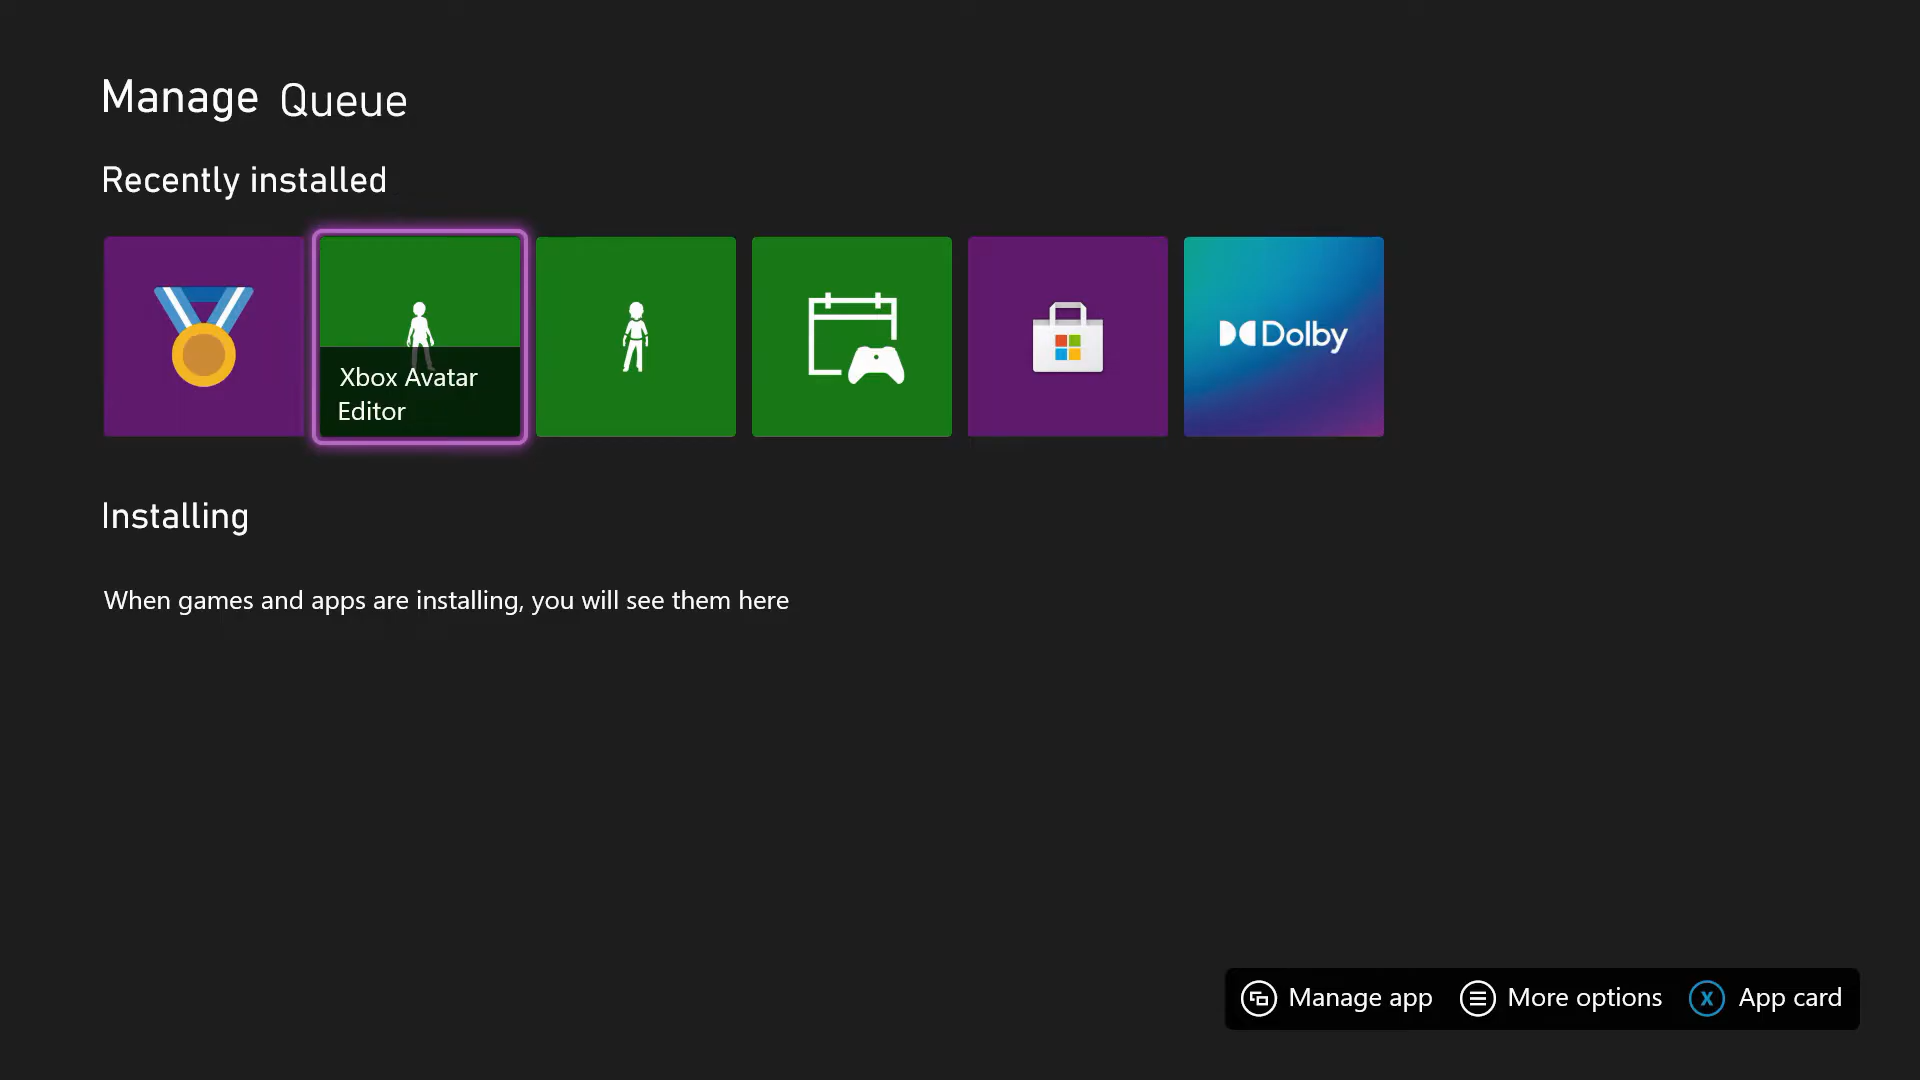 Manage Queue
Recently installed
Xbox Avatar
Editor
Dolby
Installing
When games and apps are installing, you will see them here
Manage app
More options
X App card